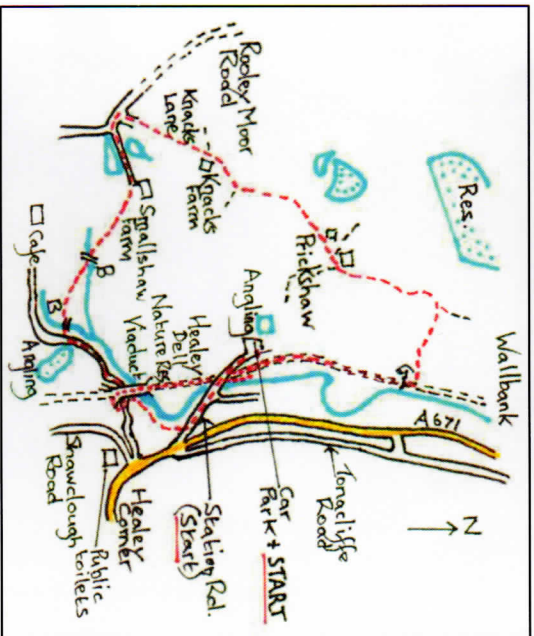 N
Car
Park + START
Tonacliffe
Road
Station Rd.
(Start)
Healey
Corner
Public
toilets
Shawclough
Road
A671
Wallbank
G
Angling
Healey
Dell
Nature Res.
Viaduct
Prickshaw
Res.
Smallshaw
Farm
B
B
Cafe
Angling
Knacks
Farm
Knacks
Lane
Rooley Moor
Road